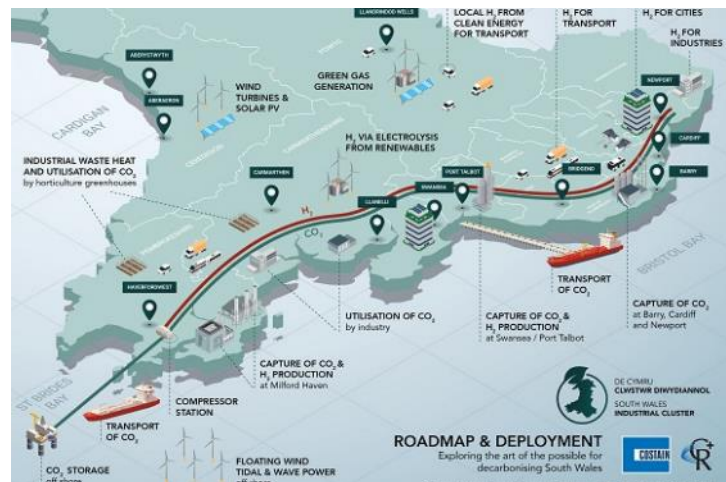 LLANDRINDOD WELLS
LOCAL H₂ FROM
CLEAN ENERGY
FOR TRANSPORT
H₂ FOR
TRANSPORT
H₂ FOR CITIES
H₂ FOR
INDUSTRIES
ABERYSTWYTH
ABERAERON
WIND
TURBINES &
SOLAR PV
GREEN GAS
GENERATION
NEWPORT
CARDIGAN
BAY
CEREDIGION
CARMARTHENSHIRE
H₂ VIA ELECTROLYSIS
FROM RENEWABLES
CARDIFF
INDUSTRIAL WASTE HEAT
AND UTILISATION OF CO₂
by horticulture greenhouses
CARMARTHEN
PORT TALBOT
BRIDGEND
BARRY
SWANSEA
LLANELLI
H₂
CO₂
PEMBROKESHIRE
HAVERFORDWEST
BRISTOL BAY
TRANSPORT
OF CO₂
UTILISATION OF CO₂
by industry
CAPTURE OF CO₂ &
H₂ PRODUCTION
at Swansea / Port Talbot
CAPTURE OF CO₂
at Barry, Cardiff
and Newport
CAPTURE OF CO₂ &
H₂ PRODUCTION
at Milford Haven
ST BRIDES
BAY
COMPRESSOR
STATION
TRANSPORT
OF CO₂
DE CYMRU
CLWSTWR DIWYDIANNOL
SOUTH WALES
INDUSTRIAL CLUSTER
ROADMAP & DEPLOYMENT
Exploring the art of the possible for
decarbonising South Wales
COSTAIN
CO₂ STORAGE
FLOATING WIND
TIDAL & WAVE POWER